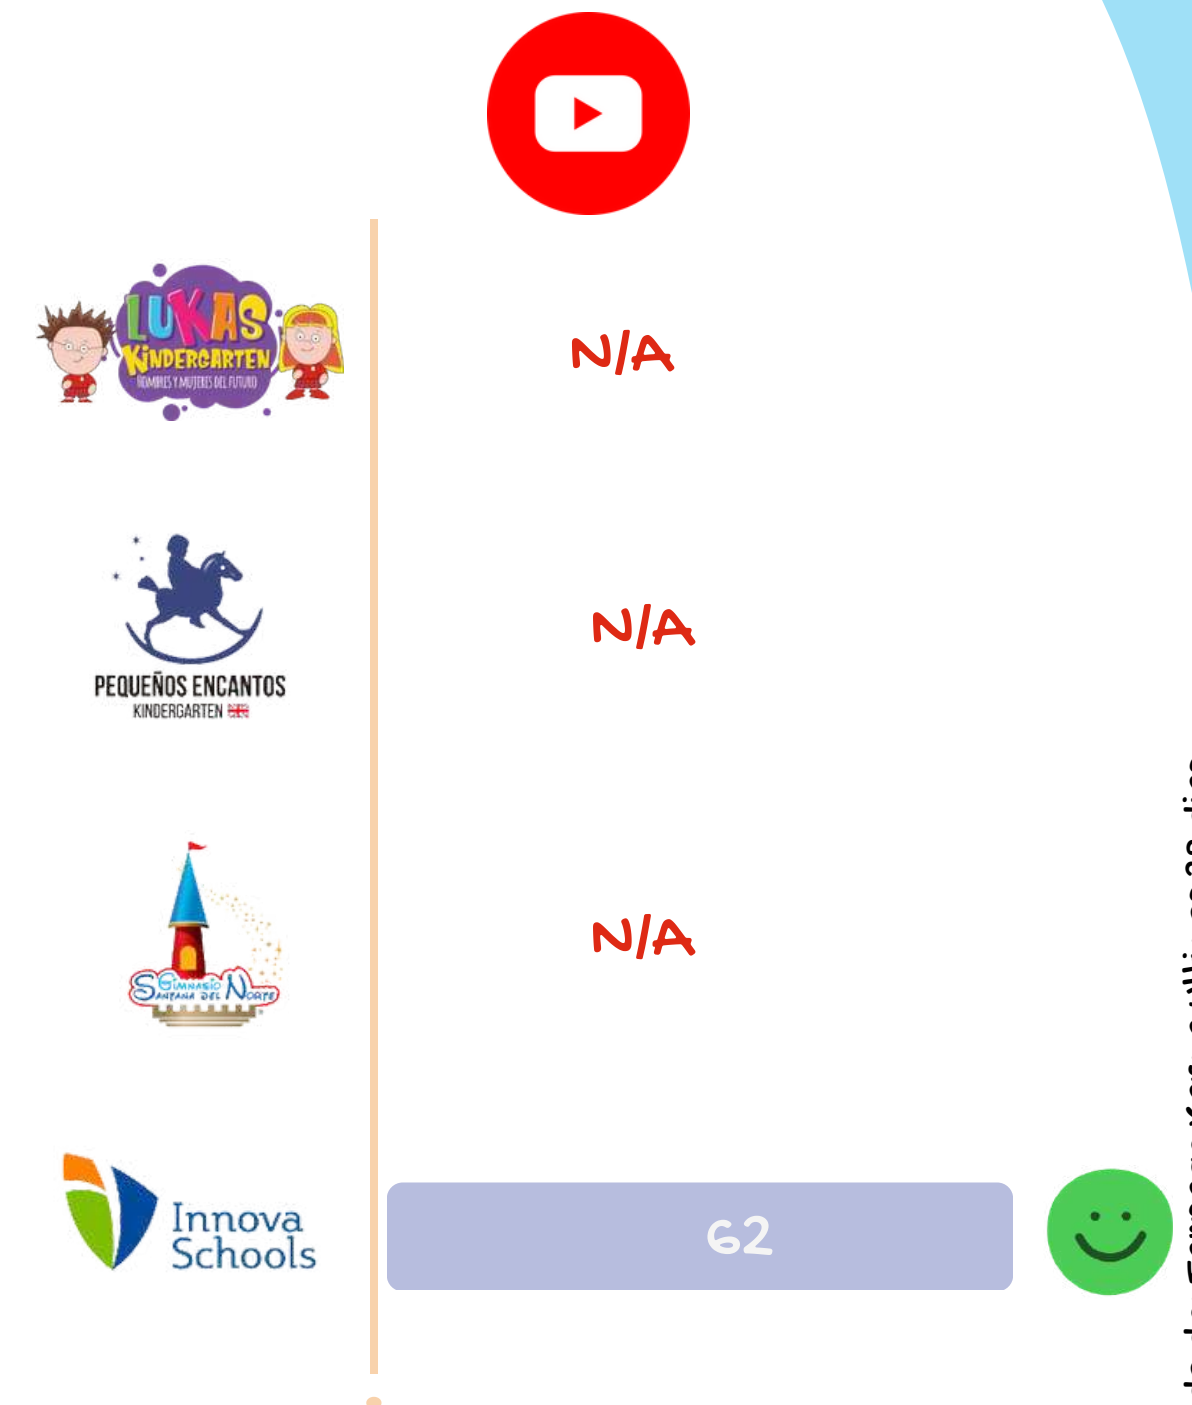 LUKAS
KINDERGARTEN
HOMBRES Y MUJERES DEL FUTURO
N/A
PEQUEÑOS ENCANTOS
KINDERGARTEN
N/A
GIMNASIO
SANTANA DEL NORTE
N/A
Innova
Schools
62